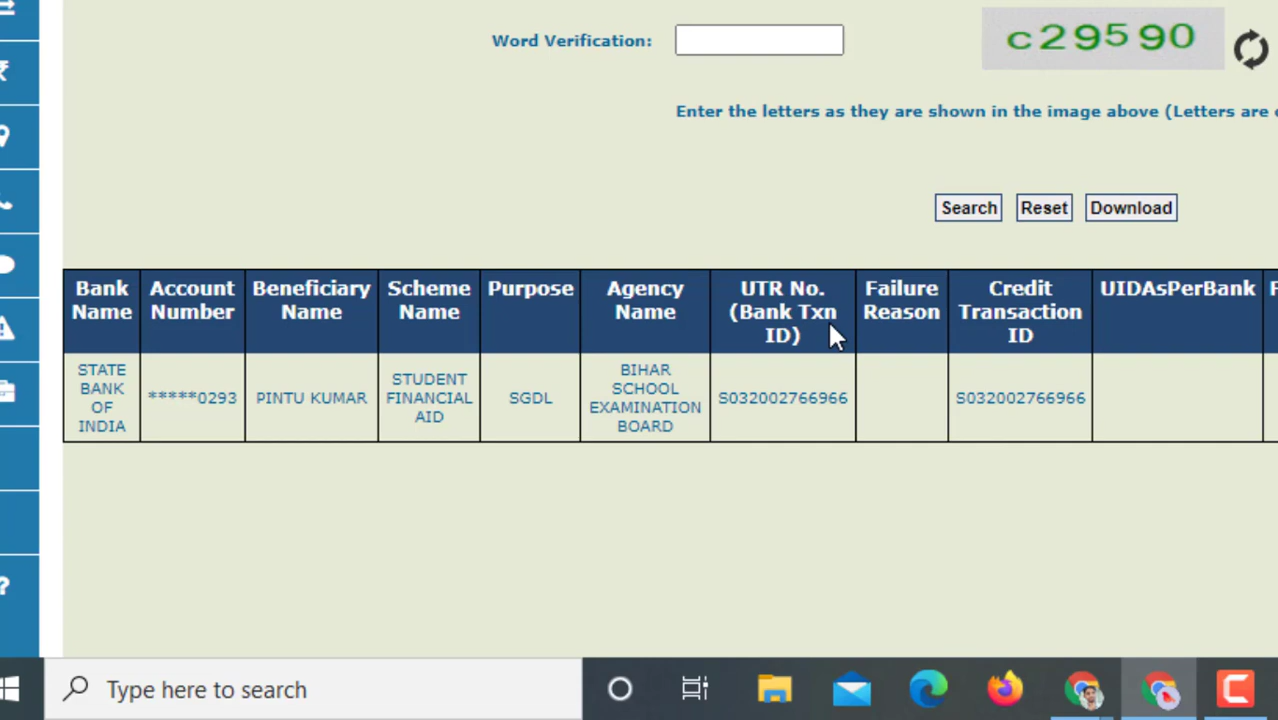 Word Verification:
c29590
Enter the letters as they are shown in the image above (Letters are
Search Reset Download
Bank Name
Account Number
Beneficiary Name
Scheme Name
Purpose
Agency Name
UTR No. (Bank Txn ID)
Failure Reason
Credit Transaction ID
UIDAsPerBank
STATE BANK OF INDIA
*****0293
PINTU KUMAR
STUDENT FINANCIAL AID
SGDL
BIHAR SCHOOL EXAMINATION BOARD
S032002766966
S032002766966
Type here to search